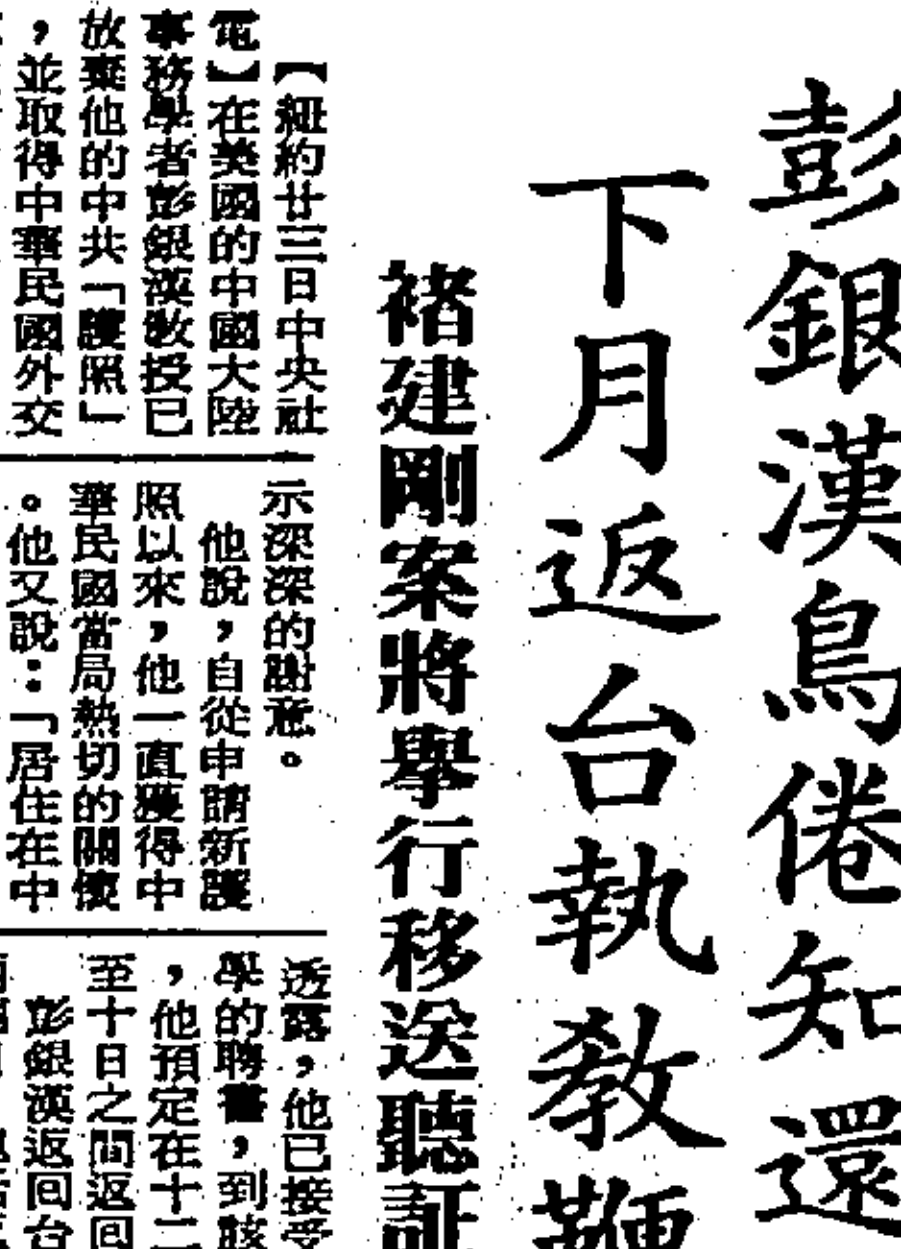 彭銀漢鳥倦知還
下月返台執教鞭
褚建剛案將舉行移送聽証
【紐約廿三日中央社
電】在美國的中國大陸
事務學者彭銀漢教授已
放棄他的中共「護照」
，並取得中華民國外交
示深深的謝意。
他說，自從申請新護
照以來，他一直獲得中
華民國當局熱切的關懷
。他又說：「居住在中
透露，他已接受
學的聘書，到該
，他預定在十二
至十日之間返回
彭銀漢返回台